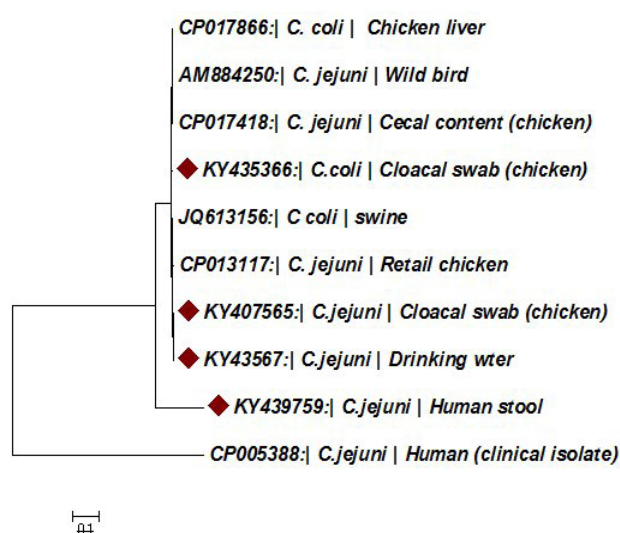 CP017866:| C. coli | Chicken liver
AM884250:| C. jejuni | Wild bird
CP017418:| C. jejuni | Cecal content (chicken)
KY435366:| C.coli | Cloacal swab (chicken)
JQ613156:| C coli | swine
CP013117:| C. jejuni | Retail chicken
KY407565:| C.jejuni | Cloacal swab (chicken)
KY43567:| C.jejuni | Drinking wter
KY439759:| C.jejuni | Human stool
CP005388:| C.jejuni | Human (clinical isolate)